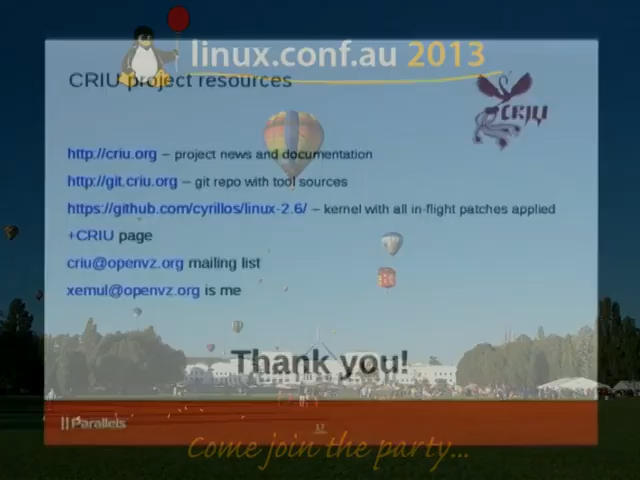 linux.conf.au 2013
CRIU project resources
CRIU
http://criu.org – project news and documentation
http://git.criu.org – git repo with tool sources
https://github.com/cyrillos/linux-2.6/ – kernel with all in-flight patches applied
+CRIU page
criu@openvz.org mailing list
xemul@openvz.org is me
Thank you!
|| Parallels
17
Come join the party...